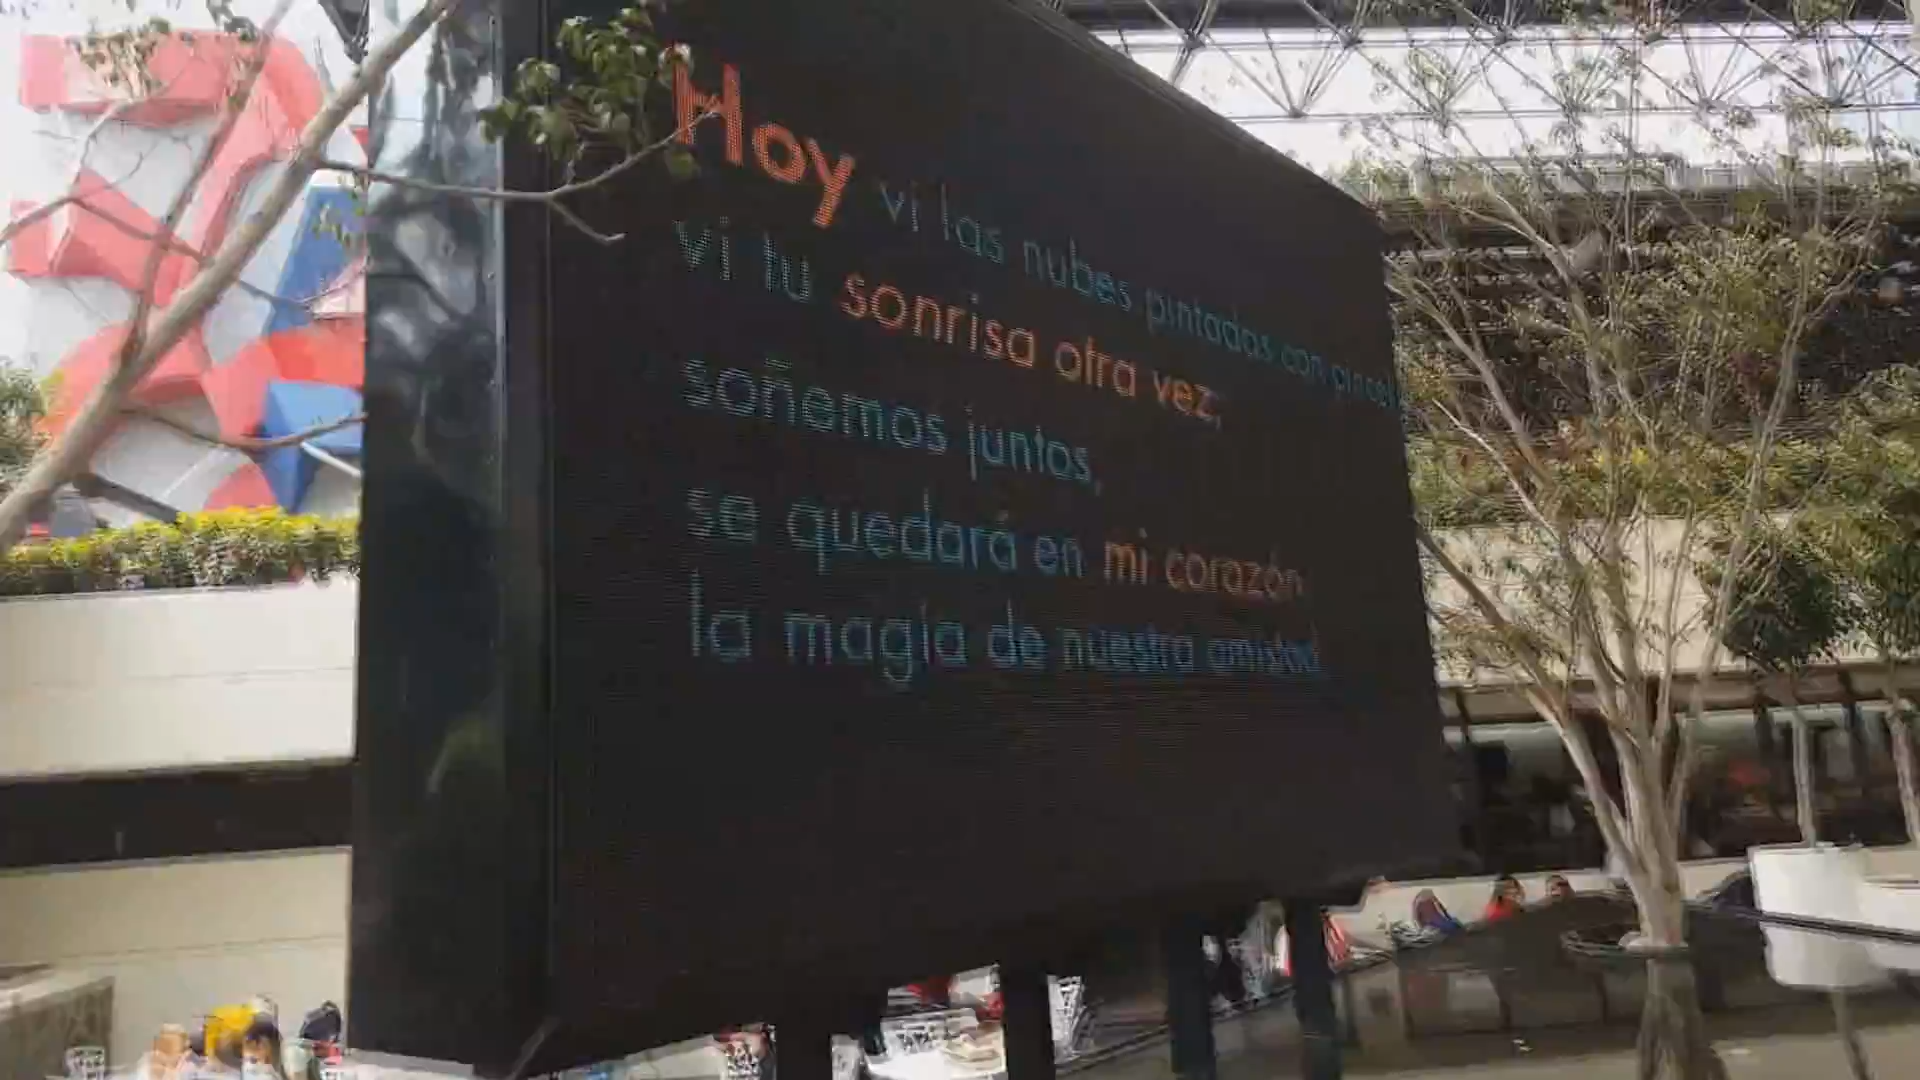 Hoy vi las nubes pintadas con
vi tu sonrisa otra vez,
soñemos juntos,
se quedará en mi corazón
la magia de nuestra amistad.